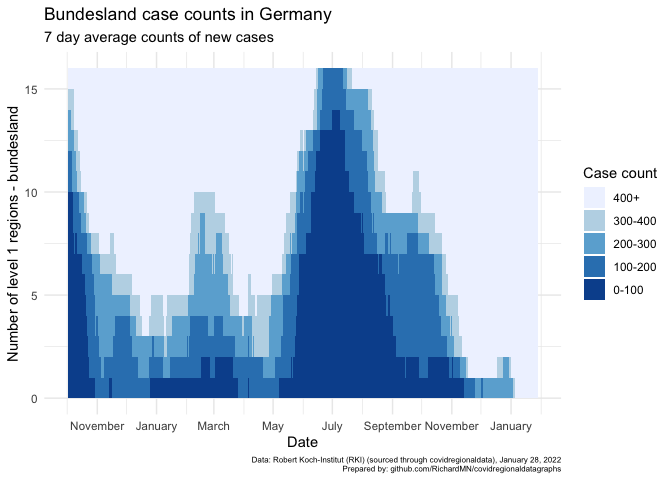 Bundesland case counts in Germany
7 day average counts of new cases
Number of level 1 regions - bundesland
15
10
5
0
November January March May July September November January
Date
Case count
400+
300-400
200-300
100-200
0-100
Data: Robert Koch-Institut (RKI) (sourced through covidregionaldata), January 28, 2022
Prepared by: github.com/RichardMN/covidregionaldatagraphs